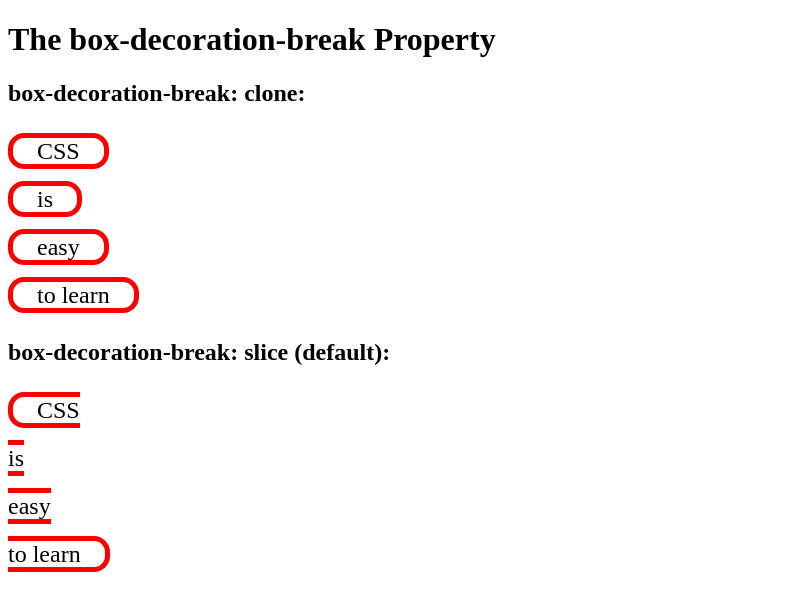 The box-decoration-break Property
box-decoration-break: clone:
CSS
is
easy
to learn
box-decoration-break: slice (default):
CSS
is
easy
to learn